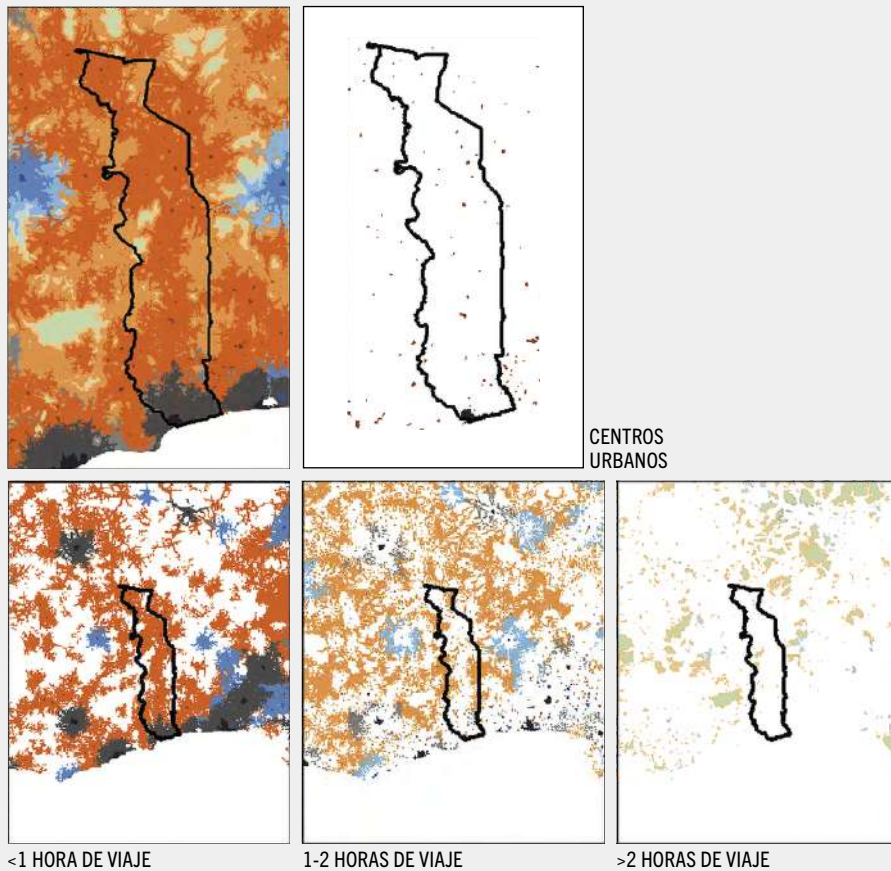 CENTROS
URBANOS
<1 HORA DE VIAJE
1-2 HORAS DE VIAJE
>2 HORAS DE VIAJE